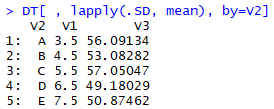 > DT[ , lapply(.SD, mean), by=v2]
   v2  v1       v3
1:  A 3.5 56.09134
2:  B 4.5 53.08282
3:  C 5.5 57.05047
4:  D 6.5 49.18029
5:  E 7.5 50.87462